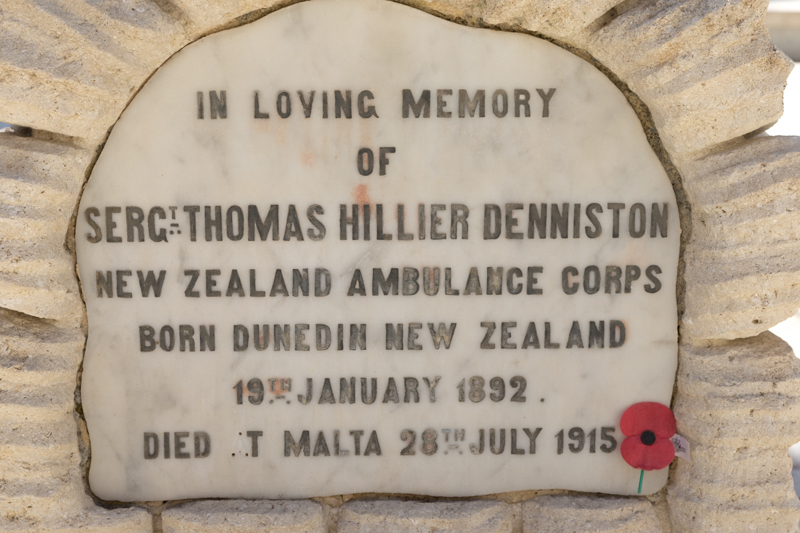 IN LOVING MEMORY
OF
SERGT THOMAS HILLIER DENNISTON
NEW ZEALAND AMBULANCE CORPS
BORN DUNEDIN NEW ZEALAND
19TH JANUARY 1892.
DIED T MALTA 28TH JULY 1915